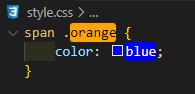 style.css > ...
span .orange {
color: blue;
}